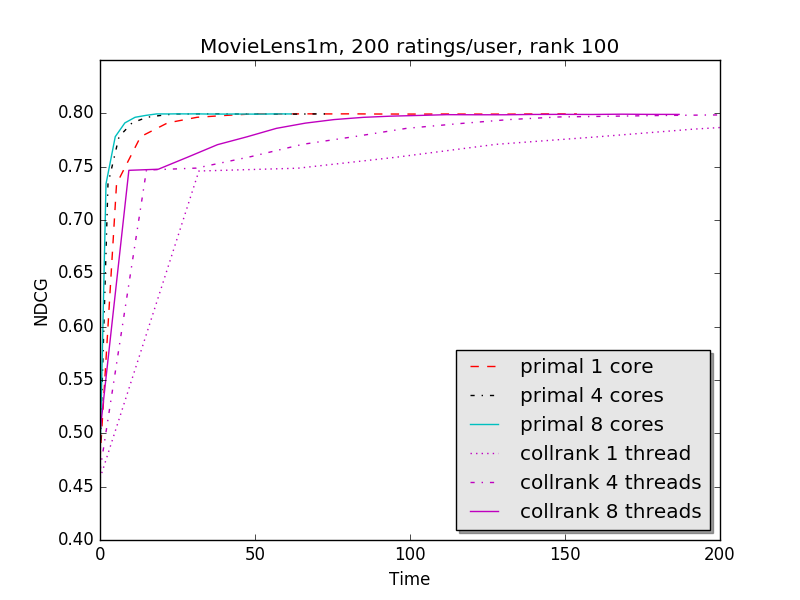 MovieLens1m, 200 ratings/user, rank 100
0.80
0.75
0.70
0.65
0.60
0.55
0.50
0.45
0.40
NDCG
primal 1 core
primal 4 cores
primal 8 cores
collrank 1 thread
collrank 4 threads
collrank 8 threads
0 50 100 150 200
Time